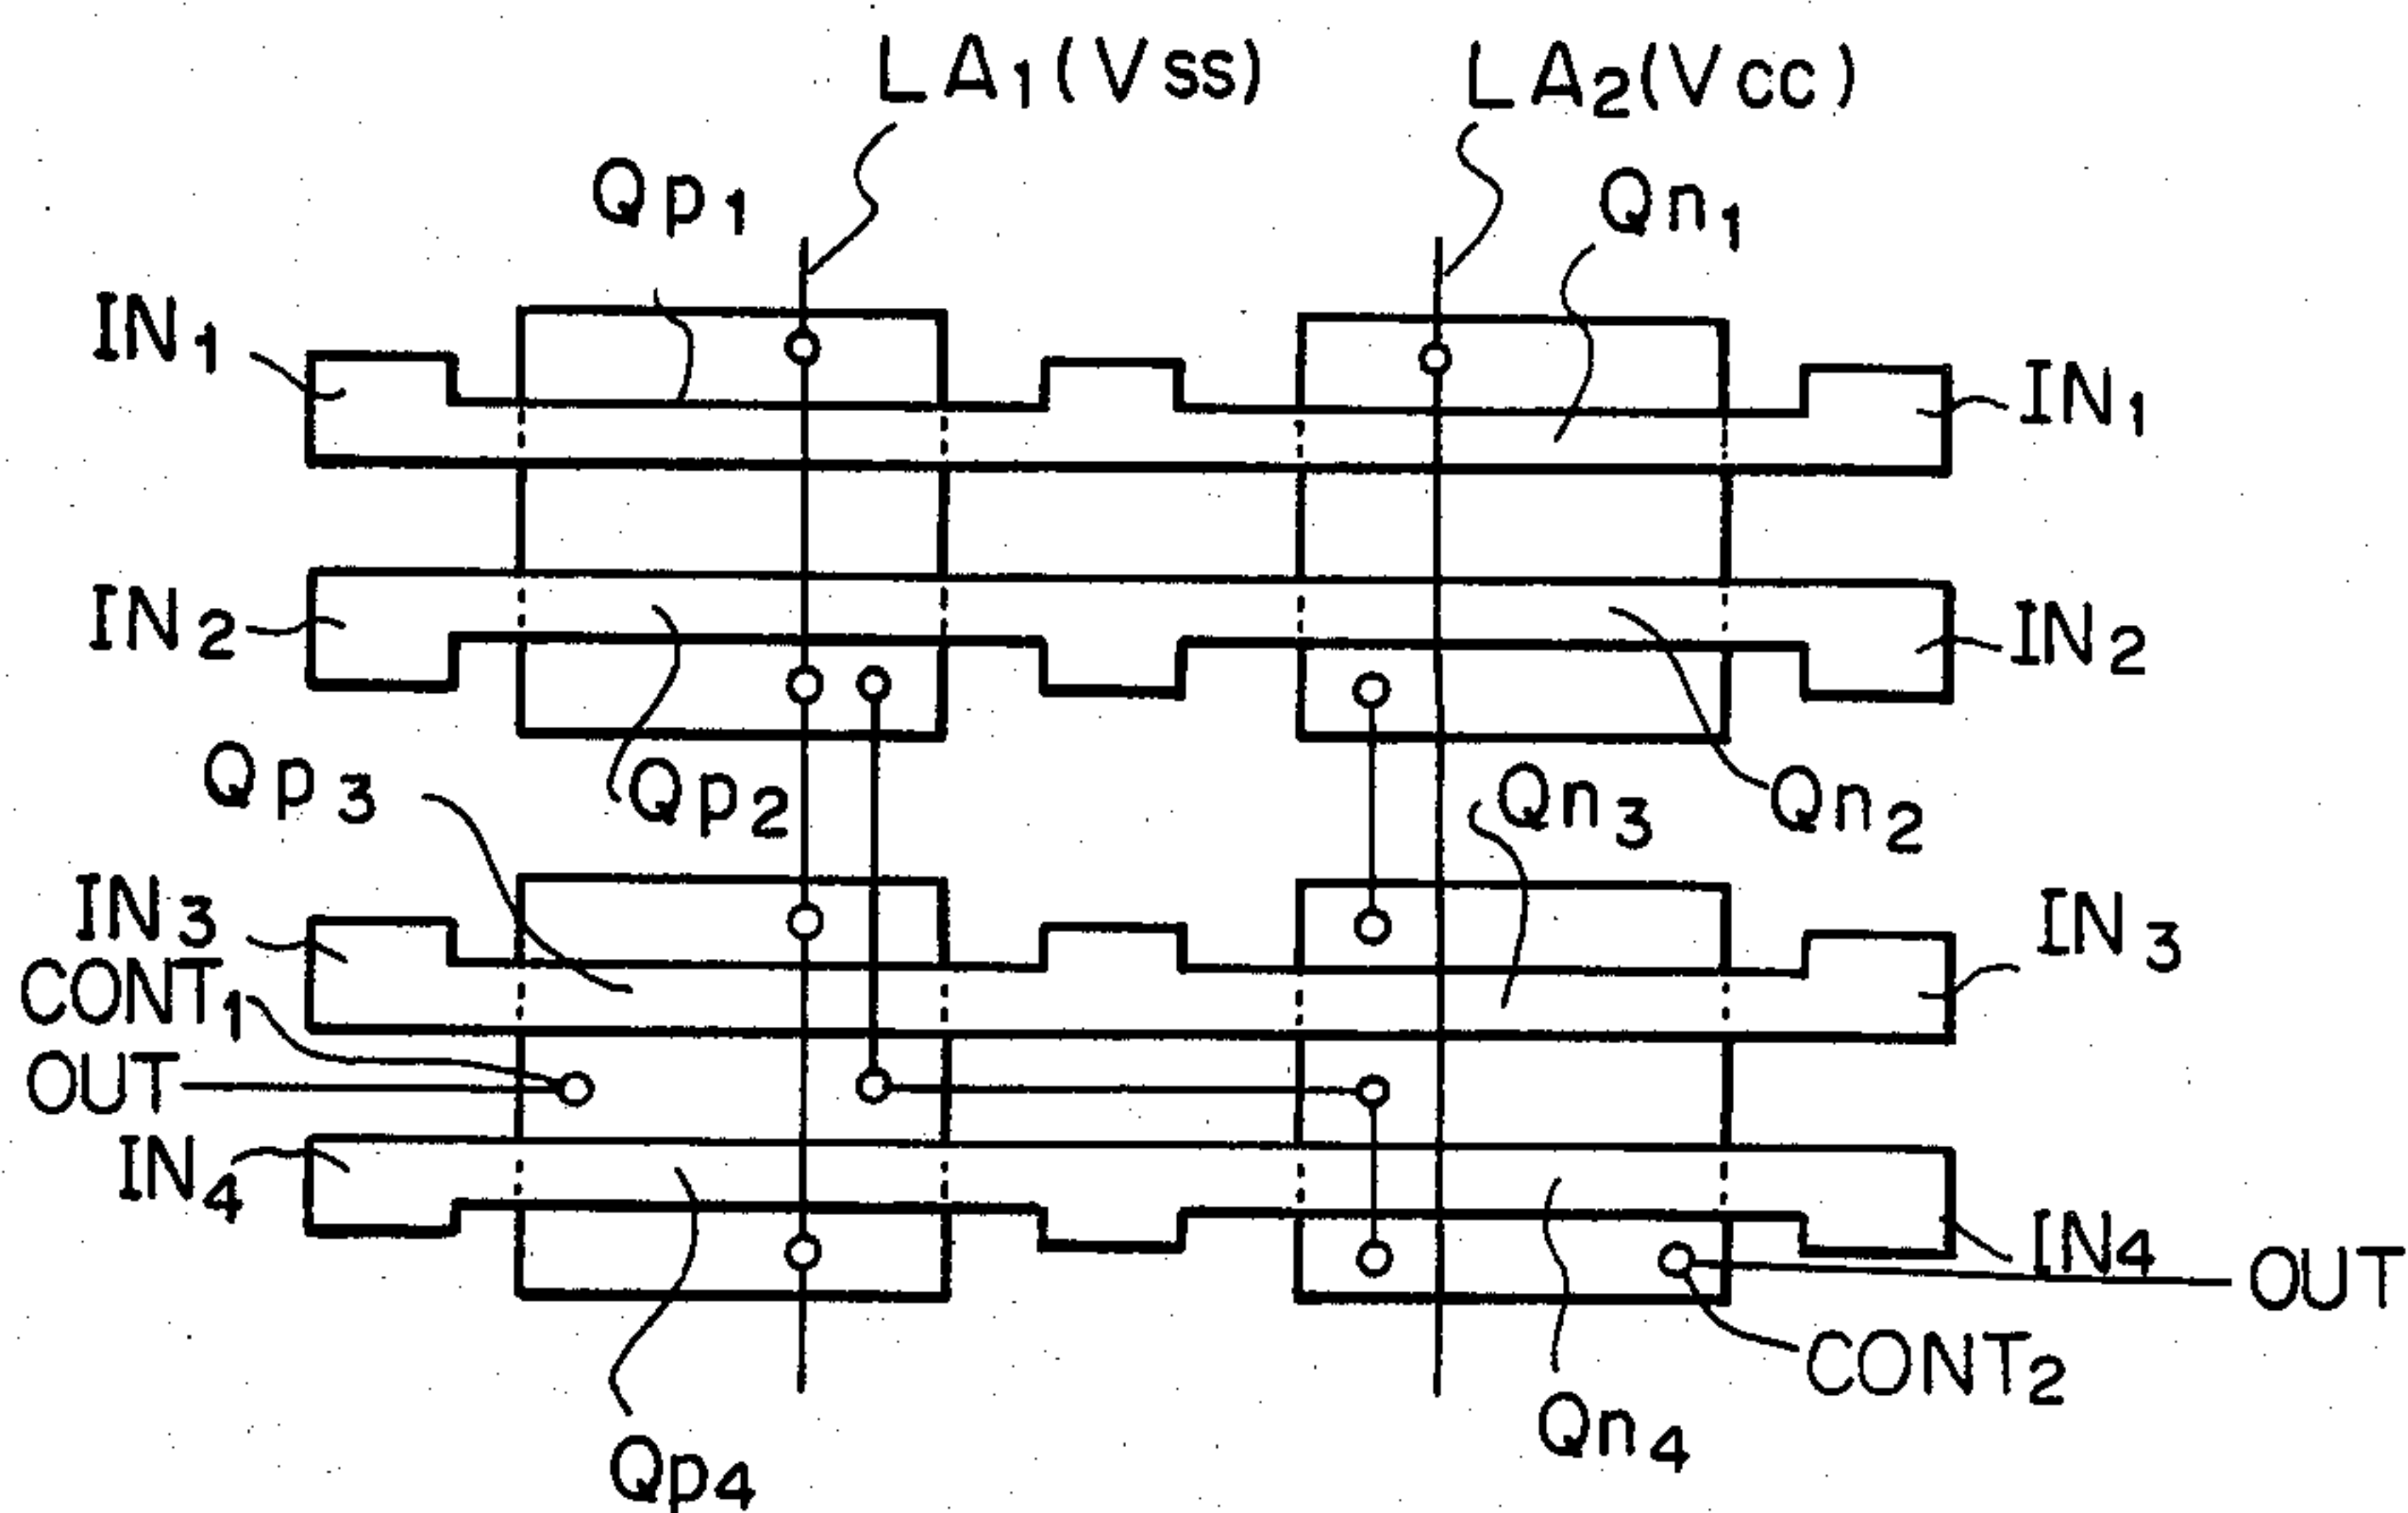 LA1(Vss) LA2(Vcc)
Qp1 Qn1
IN1 IN1
IN2 IN2
Qp3 Qp2 Qn3 Qn2
IN3 IN3
CONT1
OUT
IN4 IN4
OUT
CONT2
Qn4
Qp4